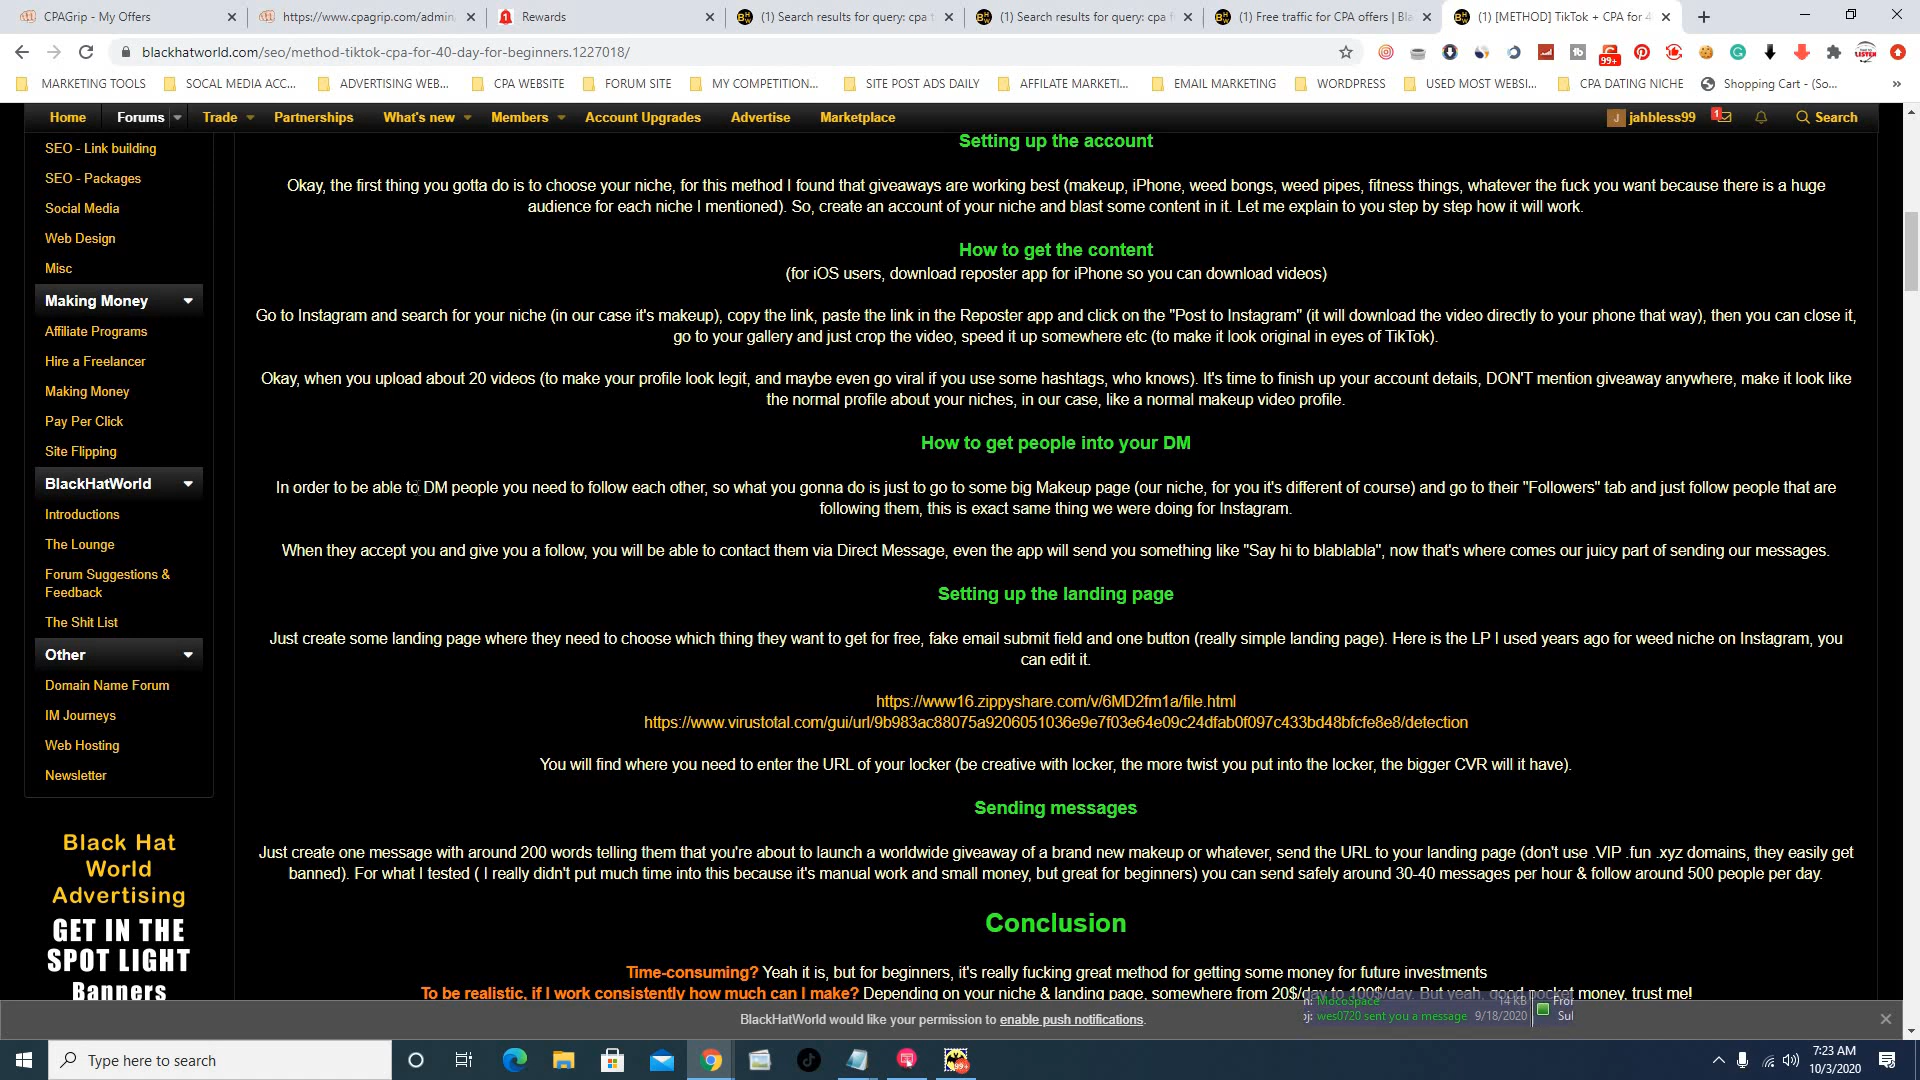 CPAGrip - My Offers
https://www.cpagrip.com/admin,
Rewards
(1) Search results for query: cpa t
(1) Search results for query: cpa f
(1) Free traffic for CPA offers | Bla
(1) [METHOD] TikTok + CPA for 4
blackhatworld.com/seo/method-tiktok-cpa-for-40-day-for-beginners.1227018/
99+
MARKETING TOOLS
SOCIAL MEDIA ACC...
ADVERTISING WEB...
CPA WEBSITE
FORUM SITE
MY COMPETITION...
SITE POST ADS DAILY
AFFILIATE MARKETI...
EMAIL MARKETING
WORDPRESS
USED MOST WEBSI...
CPA DATING NICHE
Shopping Cart - (So...
Home
Forums
Trade
Partnerships
What's new
Members
Account Upgrades
Advertise
Marketplace
J
jahbless99
1
Search
SEO - Link building
SEO - Packages
Social Media
Web Design
Misc
Making Money
Affiliate Programs
Hire a Freelancer
Making Money
Pay Per Click
Site Flipping
BlackHatWorld
Introductions
The Lounge
Forum Suggestions &
Feedback
The Shit List
Other
Domain Name Forum
IM Journeys
Web Hosting
Newsletter
Black Hat
World
Advertising
GET IN THE
SPOT LIGHT
Banners
Setting up the account
Okay, the first thing you gotta do is to choose your niche, for this method I found that giveaways are working best (makeup, iPhone, weed bongs, weed pipes, fitness things, whatever the fuck you want because there is a huge
audience for each niche I mentioned). So, create an account of your niche and blast some content in it. Let me explain to you step by step how it will work.
How to get the content
(for iOS users, download reposter app for iPhone so you can download videos)
Go to Instagram and search for your niche (in our case it's makeup), copy the link, paste the link in the Reposter app and click on the "Post to Instagram" (it will download the video directly to your phone that way), then you can close it,
go to your gallery and just crop the video, speed it up somewhere etc (to make it look original in eyes of TikTok).
Okay, when you upload about 20 videos (to make your profile look legit, and maybe even go viral if you use some hashtags, who knows). It's time to finish up your account details, DON'T mention giveaway anywhere, make it look like
the normal profile about your niches, in our case, like a normal makeup video profile.
How to get people into your DM
In order to be able to DM people you need to follow each other, so what you gonna do is just to go to some big Makeup page (our niche, for you it's different of course) and go to their "Followers" tab and just follow people that are
following them, this is exact same thing we were doing for Instagram.
When they accept you and give you a follow, you will be able to contact them via Direct Message, even the app will send you something like "Say hi to blablabla", now that's where comes our juicy part of sending our messages.
Setting up the landing page
Just create some landing page where they need to choose which thing they want to get for free, fake email submit field and one button (really simple landing page). Here is the LP I used years ago for weed niche on Instagram, you
can edit it.
https://www16.zippyshare.com/v/6MD2fm1a/file.html
https://www.virustotal.com/gui/url/9b983ac88075a9206051036e9e7f03e64e09c24dfab0f097c433bd48bfcfe8e8/detection
You will find where you need to enter the URL of your locker (be creative with locker, the more twist you put into the locker, the bigger CVR will it have).
Sending messages
Just create one message with around 200 words telling them that you're about to launch a worldwide giveaway of a brand new makeup or whatever, send the URL to your landing page (don't use .VIP .fun .xyz domains, they easily get
banned). For what I tested ( I really didn't put much time into this because it's manual work and small money, but great for beginners) you can send safely around 30-40 messages per hour & follow around 500 people per day.
Conclusion
Time-consuming? Yeah it is, but for beginners, it's really fucking great method for getting some money for future investments
To be realistic, if I work consistently how much can I make? Depending on your niche & landing page, somewhere from 20$/day to 100$/day. But yeah, good pocket money, trust me!
BlackHatWorld would like your permission to enable push notifications.
MocoSpace
14 KB
wes0720 sent you a message
9/18/2020
Type here to search
99+
7:23 AM
10/3/2020